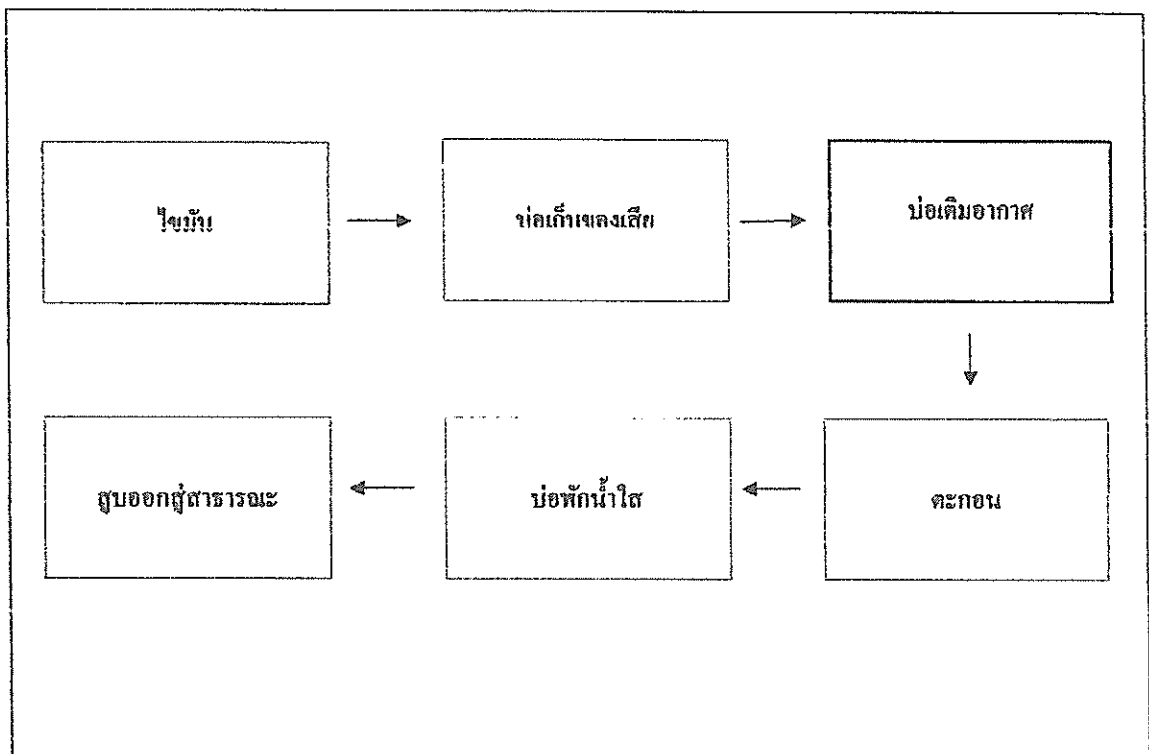 ไขมัน
บ่อเก็บของเสีย
บ่อเติมอากาศ
ตะกอน
บ่อพักน้ำใส
สูบออกสู่สาธารณะ